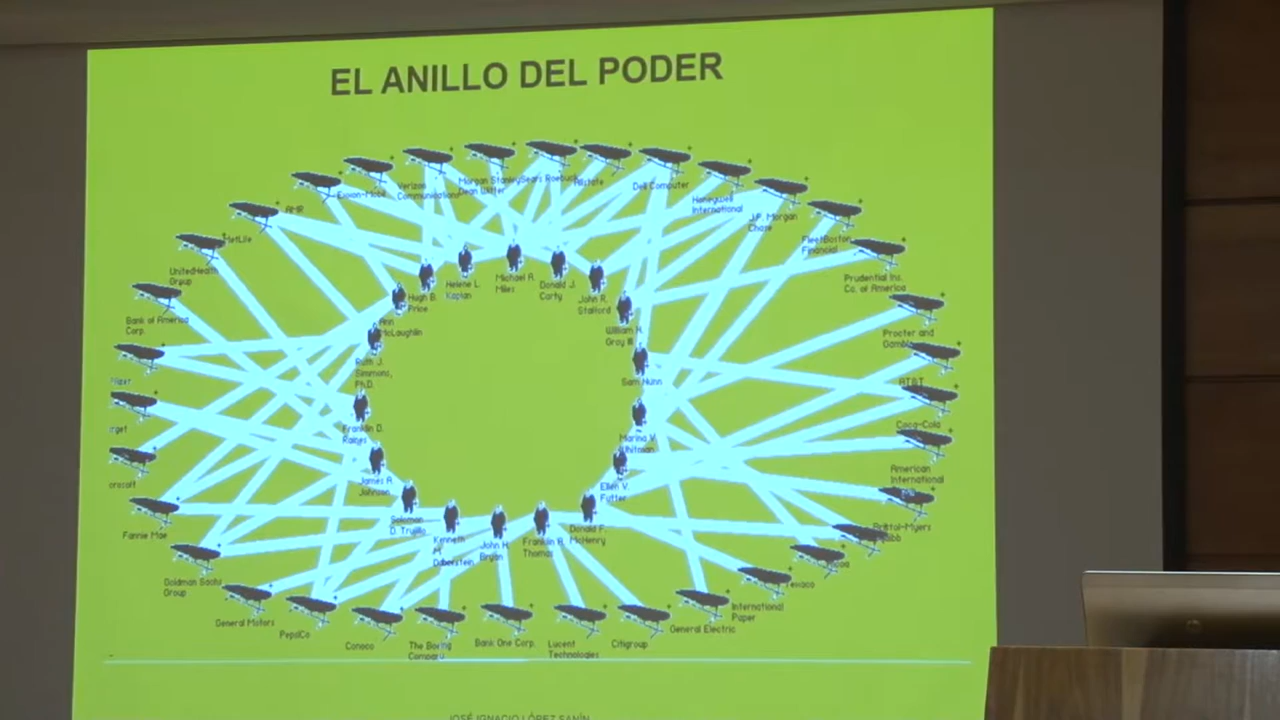 EL ANILLO DEL PODER
Exxon-Mobil
Verizon
Communications
Morgan Stanley
Dean Witter
Sears Roebuck
Allstate
Dell Computer
Honeywell
International
J.P. Morgan
Chase
FleetBoston
Financial
Prudential Ins.
Co. of America
Procter and
Gamble
AT&T
Coca-Cola
American
International
Bristol-Myers
Texaco
International
Paper
General Electric
Citigroup
Lucent
Technologies
Bank One Corp.
The Boeing
Company
Conoco
PepsiCo
General Motors
Goldman Sachs
Group
Fannie Mae
Bank of America
Corp.
UnitedHealth
Group
MetLife
AMR
Hugh B.
Price
Helene L.
Kaplan
Michael A.
Miles
Donald J.
Carty
John R.
Stafford
William H.
Gray III
Sam Nunn
Marina V.
Whitman
Ellen V.
Futter
Donald F.
McHenry
Franklin A.
Thomas
John H.
Bryan
Kenneth
M.
Duberstein
Solomon
D. Trujillo
James A.
Johnson
Franklin D.
Raines
Ruth J.
Simmons,
Ph.D.
Ann
McLaughlin
JOSÉ IGNACIO LÓPEZ SANÍN